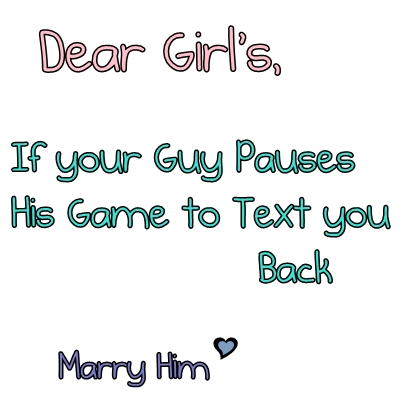 Dear Girl's,
If your Guy Pauses
His Game to Text you
Back
Marry Him